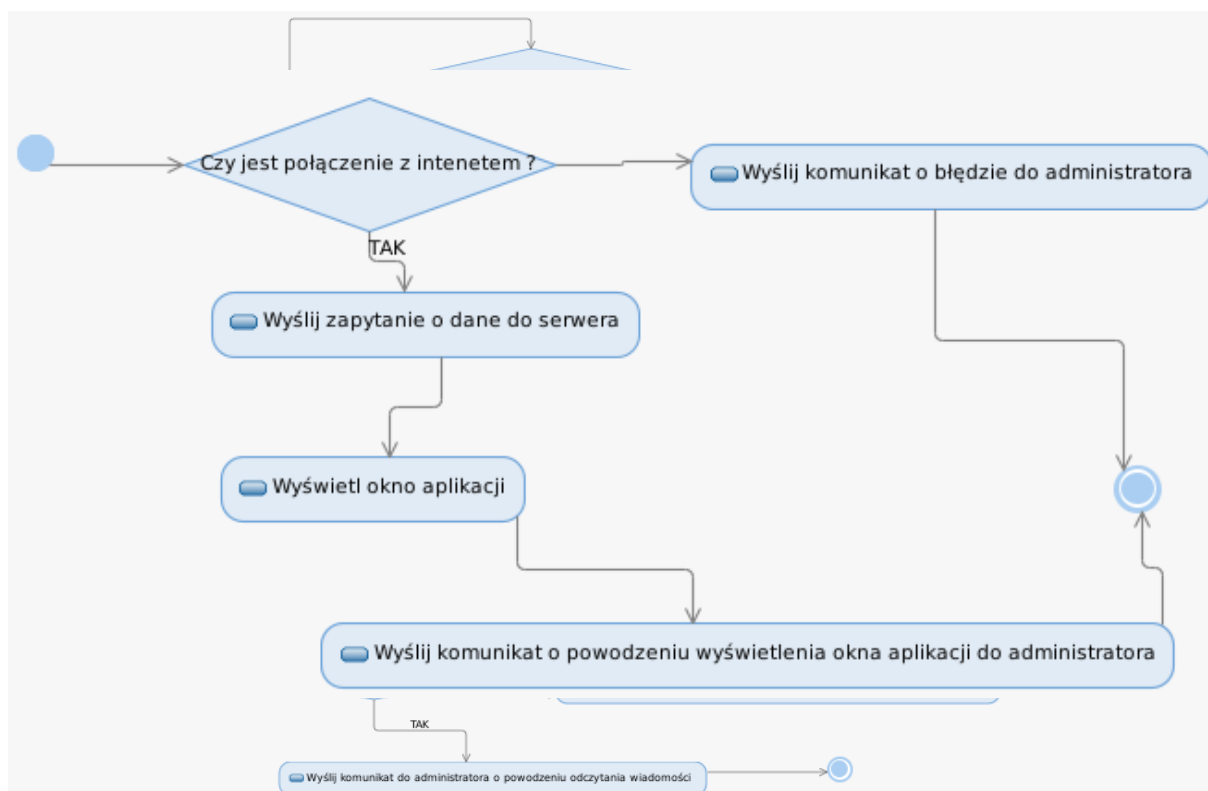 Czy jest połączenie z intenetem ?
Wyślij komunikat o błędzie do administratora
TAK
Wyślij zapytanie o dane do serwera
Wyświetl okno aplikacji
Wyślij komunikat o powodzeniu wyświetlenia okna aplikacji do administratora
TAK
Wyślij komunikat do administratora o powodzeniu odczytania wiadomości